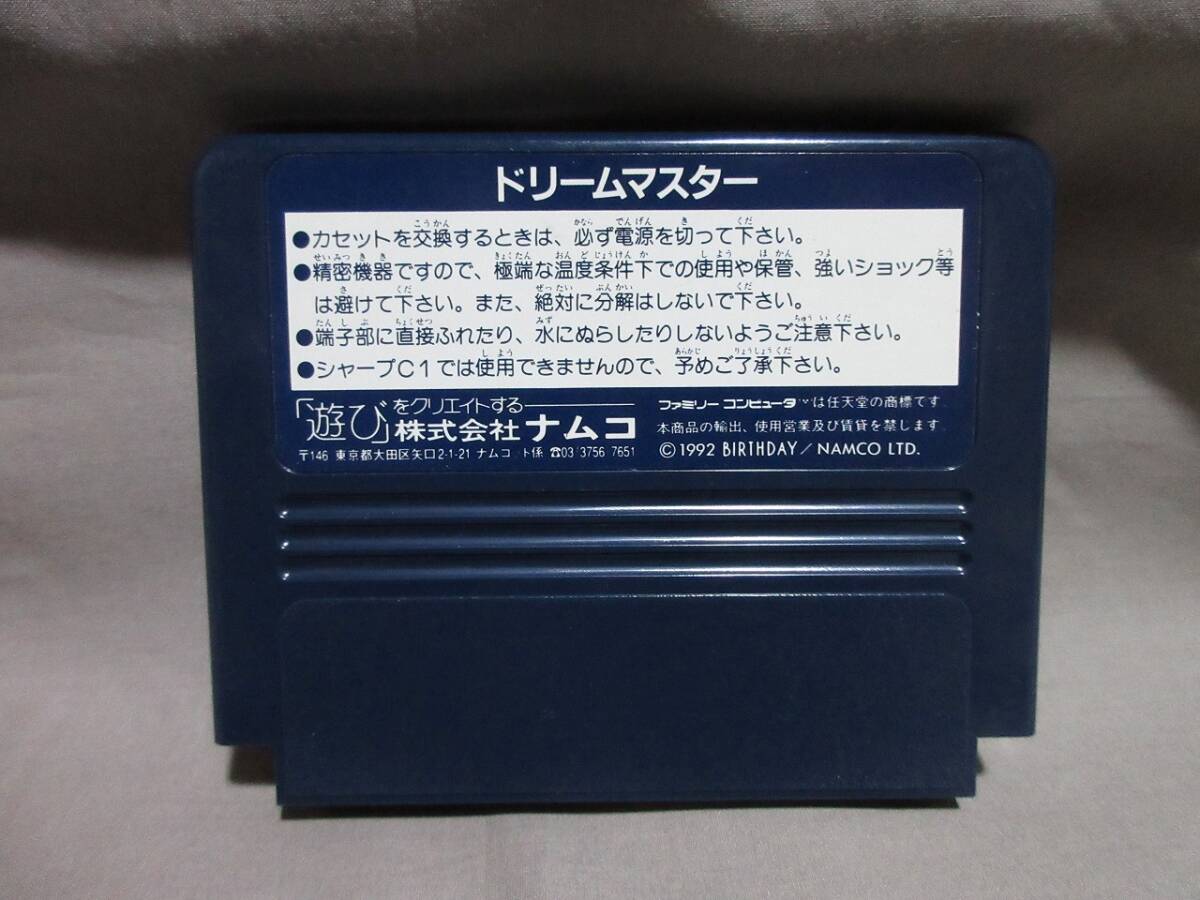 ドリームマスター
●カセットを交換するときは、必ず電源を切って下さい。
●精密機器ですので、極端な温度条件下での使用や保管、強いショック等
は避けて下さい。また、絶対に分解はしないで下さい。
●端子部に直接ふれたり、水にぬらしたりしないようご注意下さい。
●シャープC1では使用できませんので、予めご了承下さい。
「遊び」をクリエイトする
株式会社ナムコ
〒146 東京都大田区矢口2-1-21 ナムコ ート係 ☎03 3756 7651
ファミリーコンピュータ™は任天堂の商標です
本商品の輸出、使用営業及び賃貸を禁じます
©1992 BIRTHDAY/NAMCO LTD.